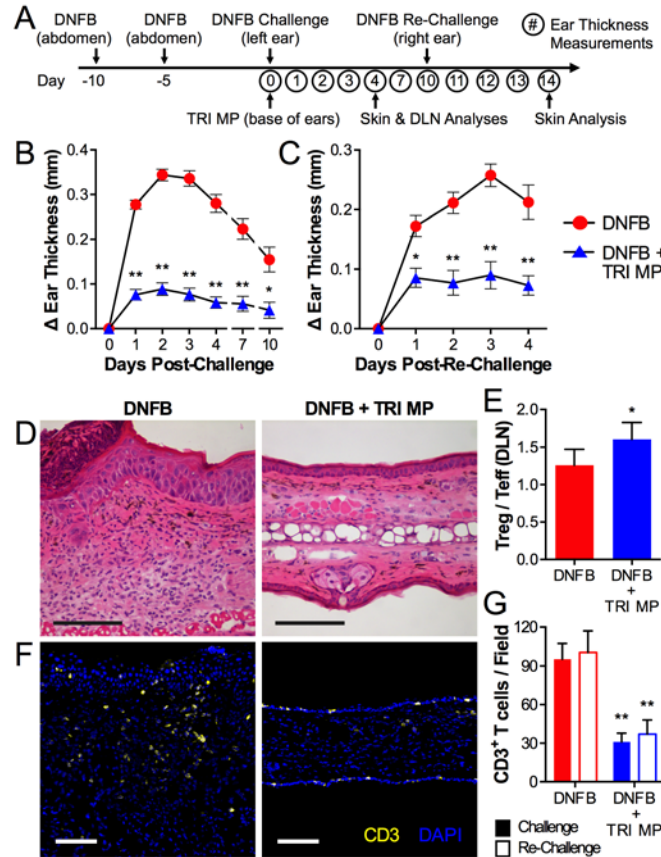 A
DNFB
(abdomen)
DNFB
(abdomen)
DNFB Challenge
(left ear)
DNFB Re-Challenge
(right ear)
# Ear Thickness
Measurements
Day -10 -5 0 1 2 3 4 7 10 11 12 13 14
TRI MP (base of ears)
Skin & DLN Analyses
Skin Analysis
B
Δ Ear Thickness (mm)
0.3
0.2
0.1
0.0
** ** ** ** ** *
0 1 2 3 4 7 10
Days Post-Challenge
C
Δ Ear Thickness (mm)
0.3
0.2
0.1
0.0
* ** ** **
0 1 2 3 4
Days Post-Re-Challenge
DNFB
DNFB +
TRI MP
D
DNFB
DNFB + TRI MP
E
Treg / Teff (DLN)
2.0
1.5
1.0
0.5
0.0
*
DNFB
DNFB
+
TRI MP
F
CD3 DAPI
G
CD3+ T cells / Field
120
90
60
30
0
** **
DNFB
DNFB
+
TRI MP
Challenge
Re-Challenge